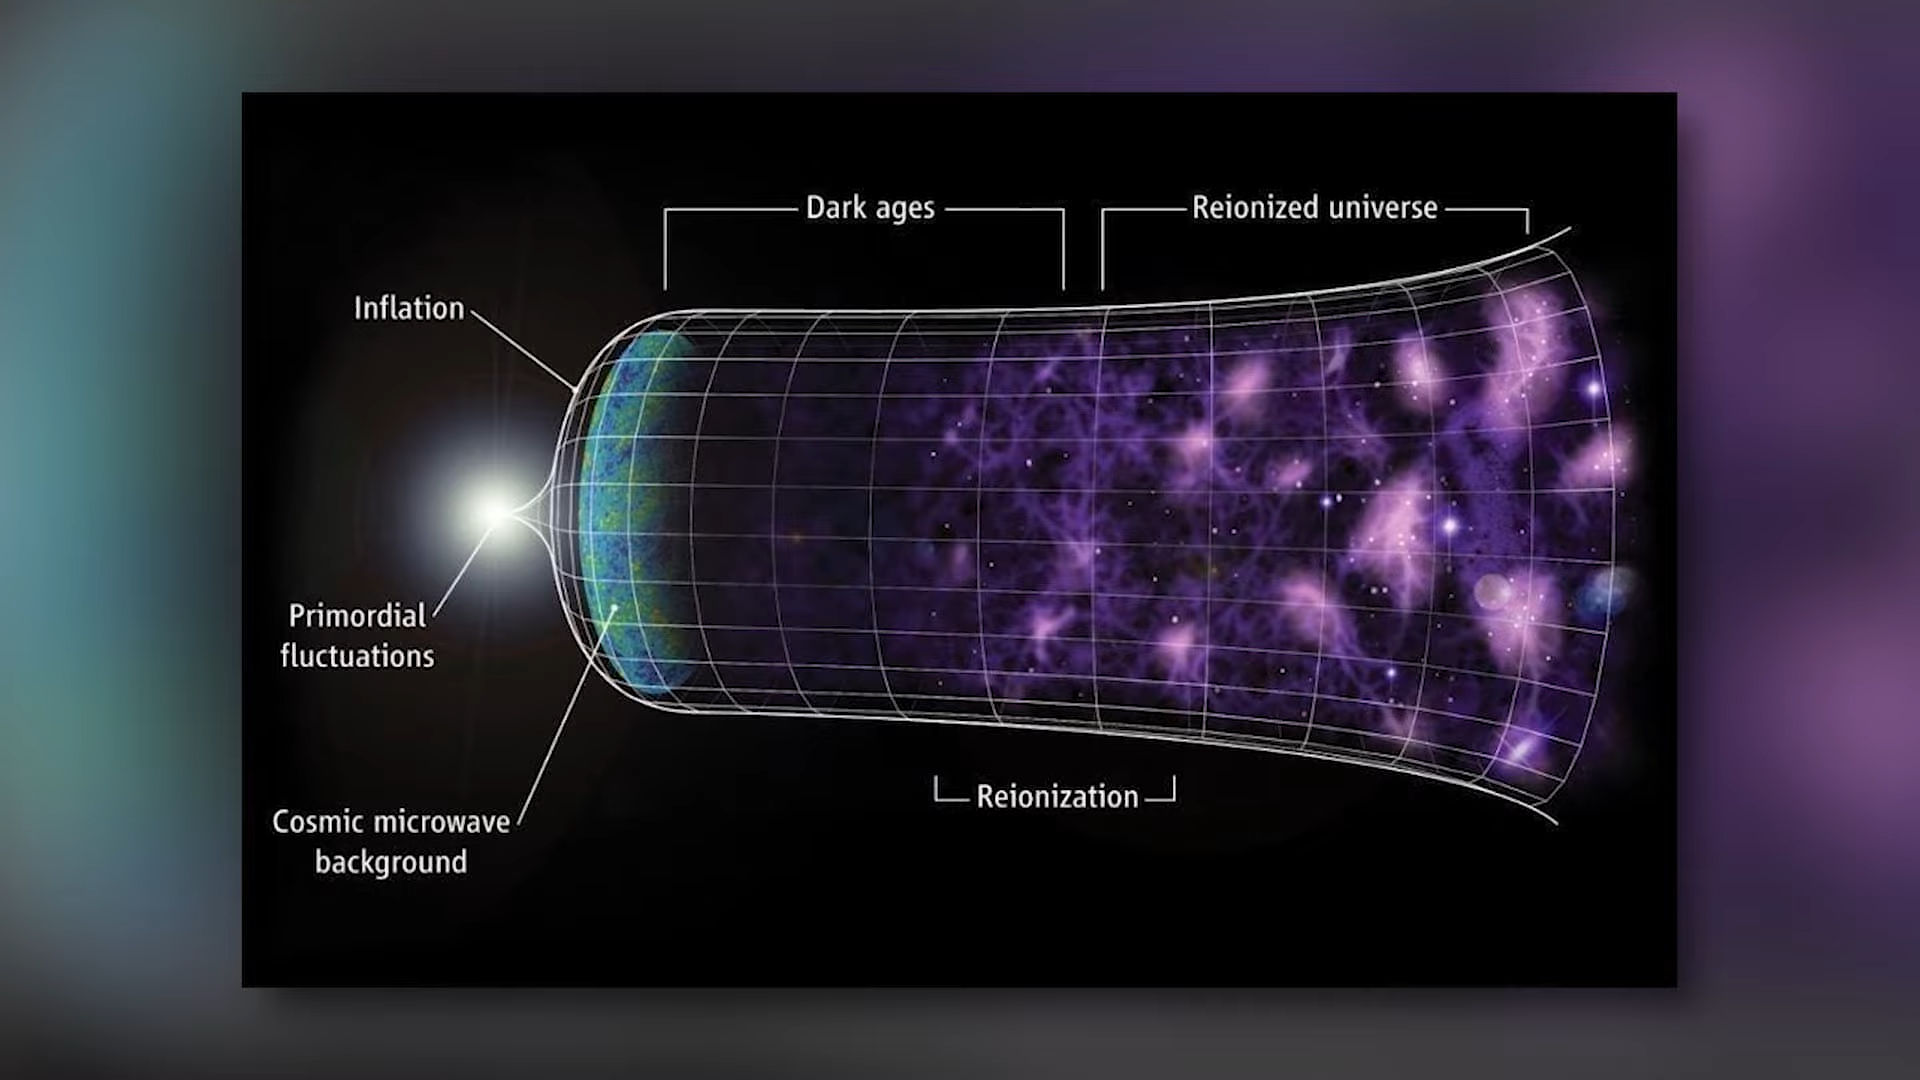 Dark ages
Reionized universe
Inflation
Primordial
fluctuations
Reionization
Cosmic microwave
background